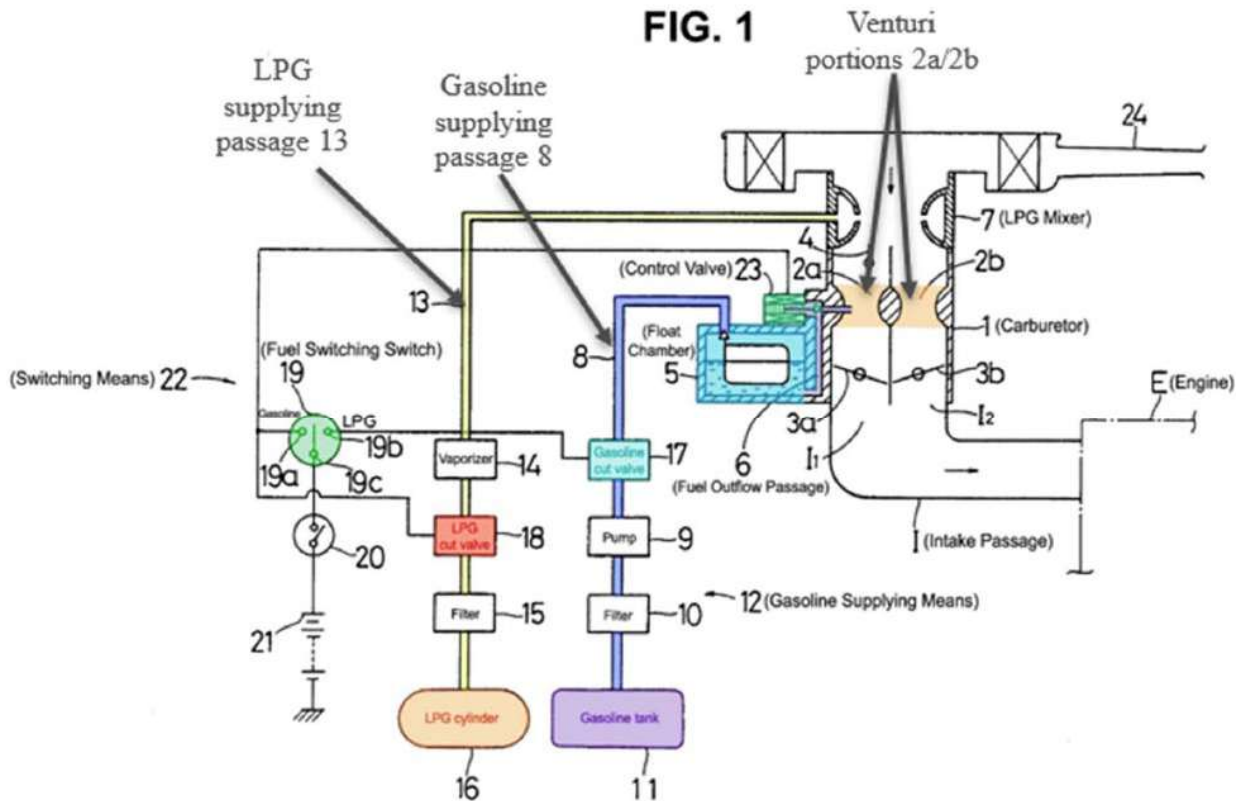 FIG. 1
LPG
supplying
passage 13
Gasoline
supplying
passage 8
Venturi
portions 2a/2b
24
7 (LPG Mixer)
4
(Control Valve) 23
2a
2b
13
1 (Carburetor)
8
(Float
Chamber)
5
(Fuel Switching Switch)
19
(Switching Means) 22
3b
3a
E (Engine)
I2
I1
Gasoline
LPG
19b
19a
19c
Vaporizer
14
Gasoline
cut valve
17
6
(Fuel Outflow Passage)
20
LPG
cut valve
18
Pump
9
I (Intake Passage)
21
Filter
15
Filter
10
12 (Gasoline Supplying Means)
LPG cylinder
Gasoline tank
16
11